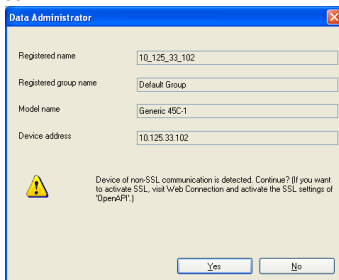 Data Administrator
Registered name 10_125_33_102
Registered group name Default Group
Model name Generic 45C-1
Device address 10.125.33.102
Device of non-SSL communication is detected. Continue? (If you want
to activate SSL, visit Web Connection and activate the SSL settings of
'OpenAPI'.)
Yes No